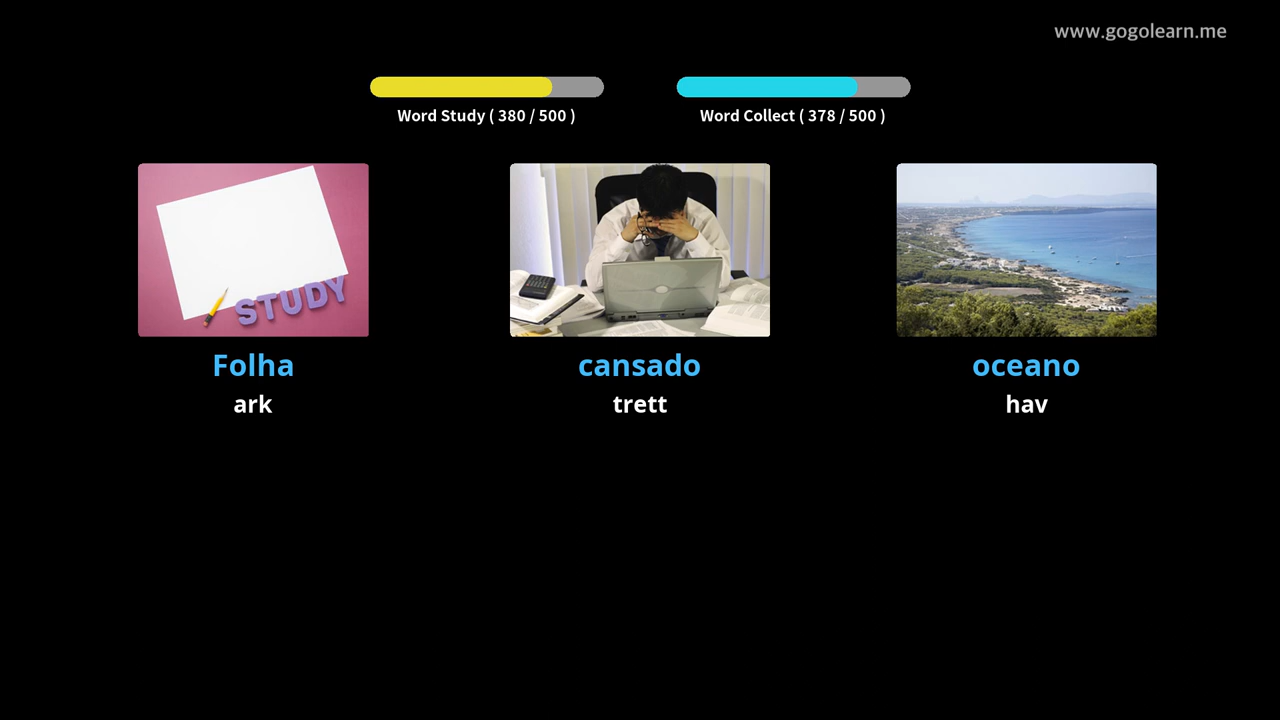 www.gogolearn.me
Word Study ( 380 / 500 )
Word Collect ( 378 / 500 )
STUDY
Folha
cansado
oceano
ark
trett
hav